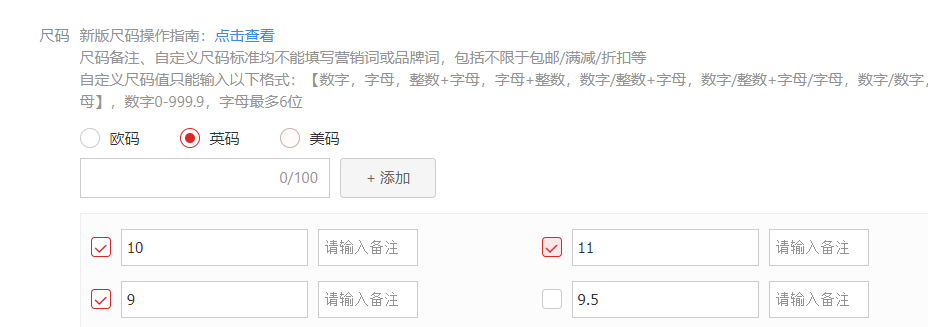 尺码 新版尺码操作指南：点击查看
尺码备注、自定义尺码标准均不能填写营销词或品牌词，包括不限于包邮/满减/折扣等
自定义尺码值只能输入以下格式：【数字，字母，整数+字母，字母+整数，数字/整数+字母，数字/整数+字母/字母，数字/数字，
母】，数字0-999.9，字母最多6位
欧码 英码 美码
0/100 + 添加
10 请输入备注 11 请输入备注
9 请输入备注 9.5 请输入备注